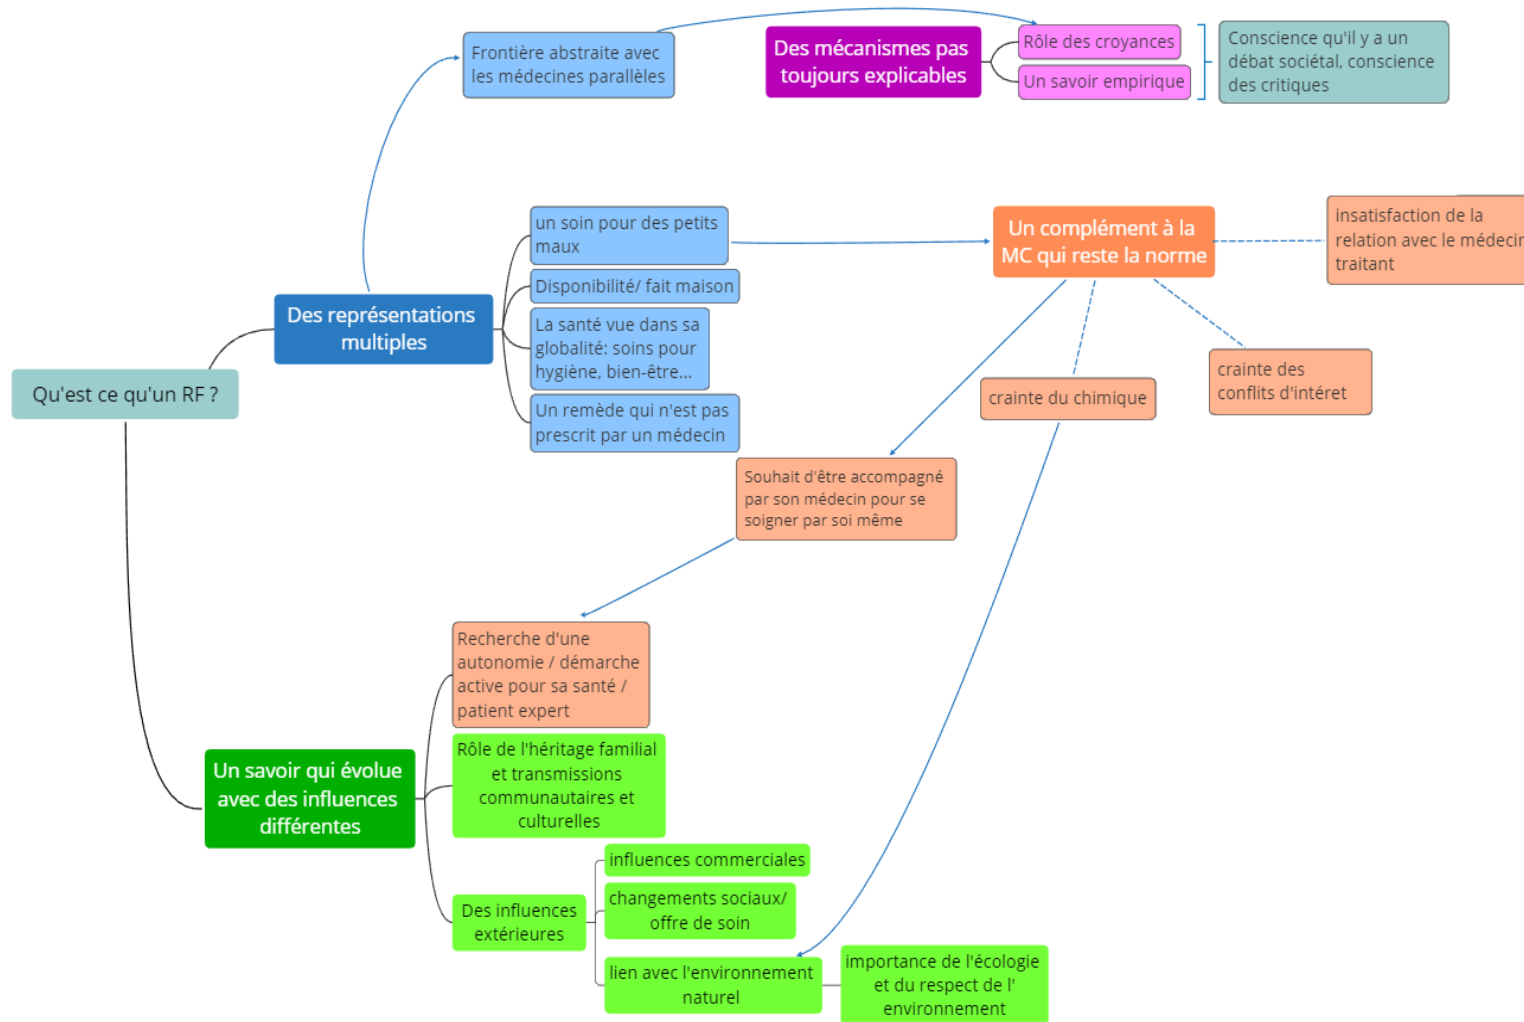 Frontière abstraite avec
les médecines parallèles
Des mécanismes pas
toujours explicables
Rôle des croyances
Un savoir empirique
Conscience qu'il y a un
débat sociétal, conscience
des critiques
un soin pour des petits
maux
Disponibilité/ fait maison
La santé vue dans sa
globalité: soins pour
hygiène, bien-être...
Un remède qui n'est pas
prescrit par un médecin
Des représentations
multiples
Un complément à la
MC qui reste la norme
insatisfaction de la
relation avec le médecin
traitant
crainte du chimique
crainte des
conflits d'intéret
Qu'est ce qu'un RF ?
Souhait d'être accompagné
par son médecin pour se
soigner par soi même
Recherche d'une
autonomie / démarche
active pour sa santé /
patient expert
Un savoir qui évolue
avec des influences
différentes
Rôle de l'héritage familial
et transmissions
communautaires et
culturelles
Des influences
extérieures
influences commerciales
changements sociaux/
offre de soin
lien avec l'environnement
naturel
importance de l'écologie
et du respect de l'
environnement